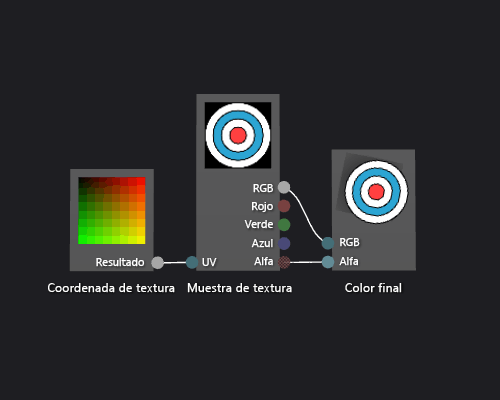 RGB
Rojo
Verde
Azul
Alfa
Resultado
UV
RGB
Alfa
Coordenada de textura
Muestra de textura
Color final